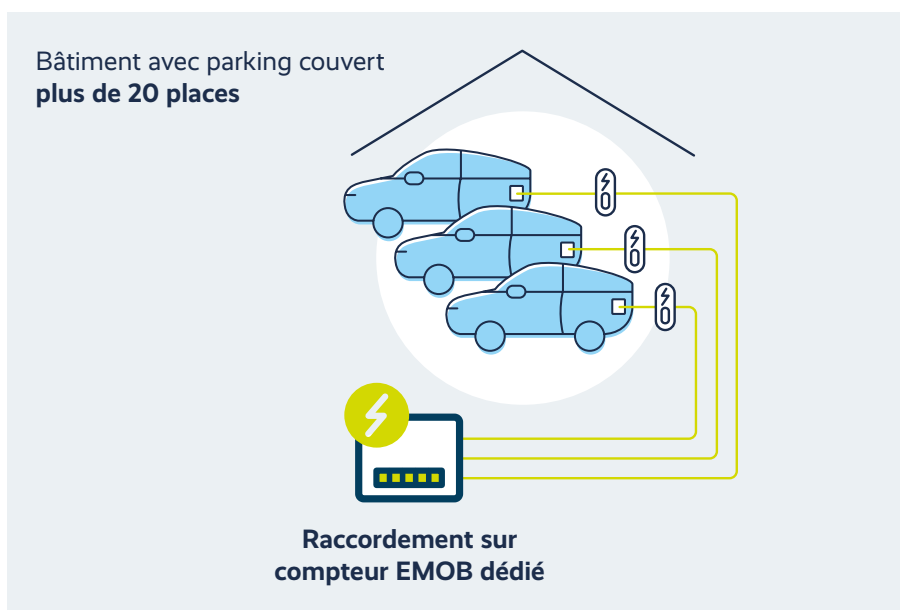 Bâtiment avec parking couvert
plus de 20 places
Raccordement sur
compteur EMOB dédié